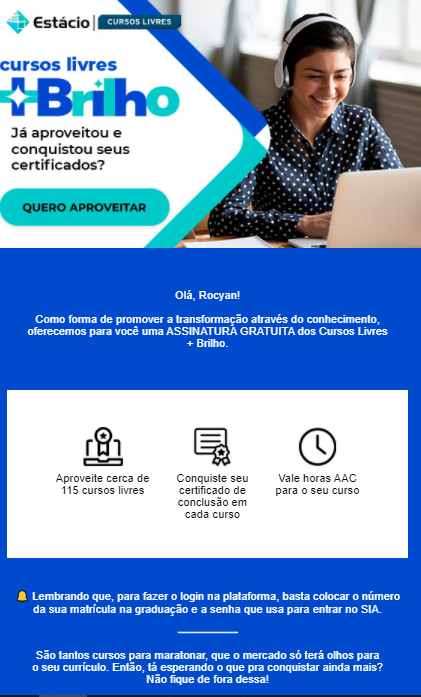 Estácio | CURSOS LIVRES
cursos livres
+Brilho
Já aproveitou e
conquistou seus
certificados?
QUERO APROVEITAR
Olá, Rocyan!
Como forma de promover a transformação através do conhecimento,
oferecemos para você uma ASSINATURA GRATUITA dos Cursos Livres
+ Brilho.
Aproveite cerca de
115 cursos livres
Conquiste seu
certificado de
conclusão em
cada curso
Vale horas AAC
para o seu curso
🔔 Lembrando que, para fazer o login na plataforma, basta colocar o número
da sua matrícula na graduação e a senha que usa para entrar no SIA.
São tantos cursos para maratonar, que o mercado só terá olhos para
o seu currículo. Então, tá esperando o que pra conquistar ainda mais?
Não fique de fora dessa!